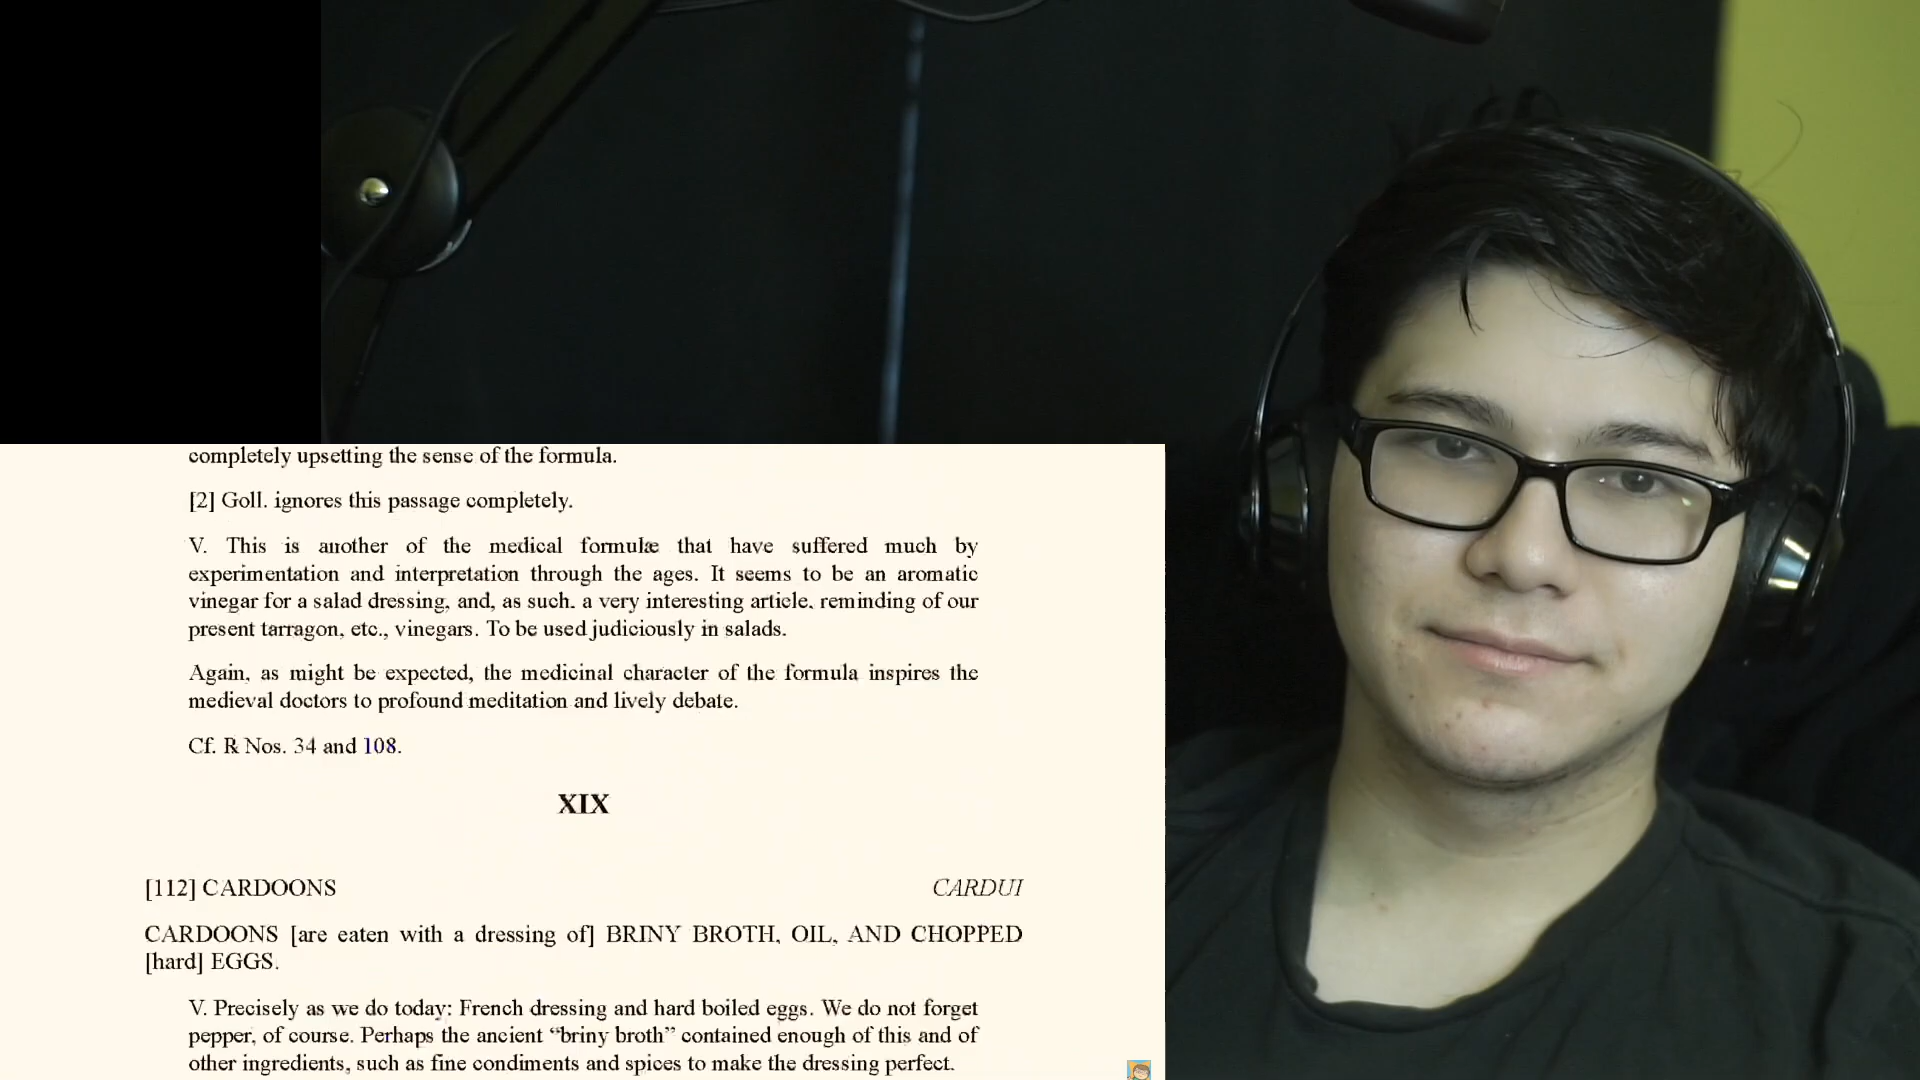 completely upsetting the sense of the formula.
[2] Goll. ignores this passage completely.
V. This is another of the medical formulæ that have suffered much by
experimentation and interpretation through the ages. It seems to be an aromatic
vinegar for a salad dressing, and, as such, a very interesting article, reminding of our
present tarragon, etc., vinegars. To be used judiciously in salads.
Again, as might be expected, the medicinal character of the formula inspires the
medieval doctors to profound meditation and lively debate.
Cf. ℞ Nos. 34 and 108.
XIX
[112] CARDOONS CARDUI
CARDOONS [are eaten with a dressing of] BRINY BROTH, OIL, AND CHOPPED
[hard] EGGS.
V. Precisely as we do today: French dressing and hard boiled eggs. We do not forget
pepper, of course. Perhaps the ancient “briny broth” contained enough of this and of
other ingredients, such as fine condiments and spices to make the dressing perfect.